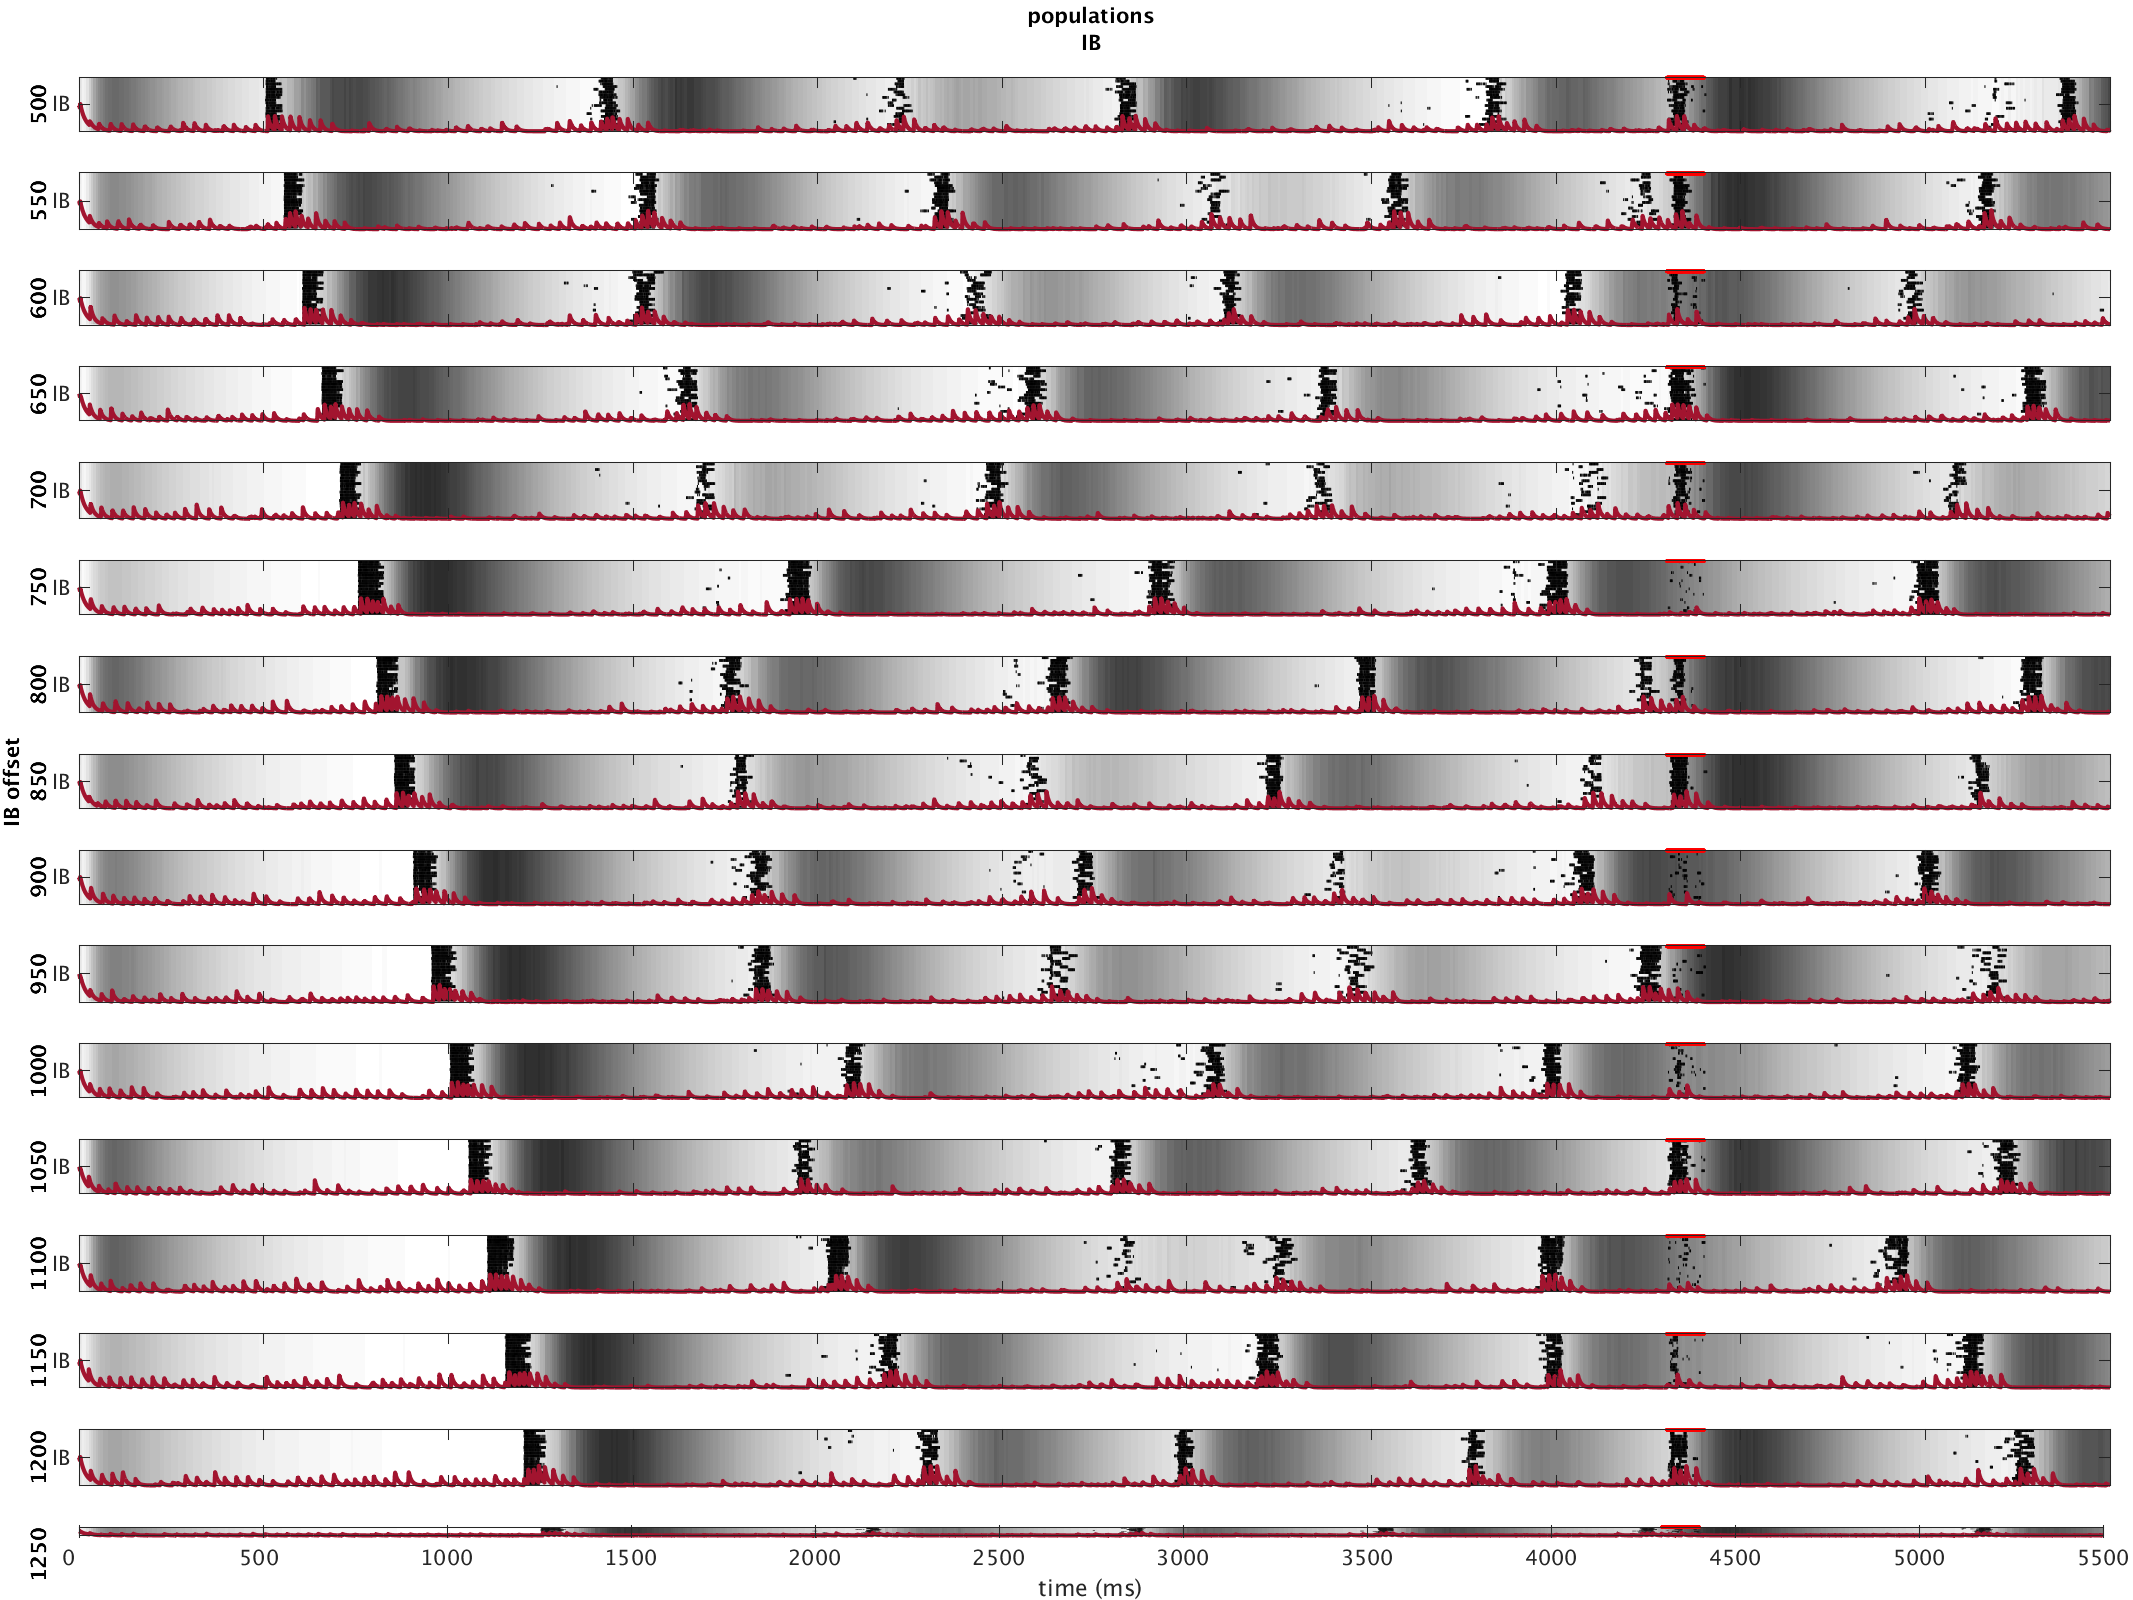 populations
IB
IB offset
500 IB
550 IB
600 IB
650 IB
700 IB
750 IB
800 IB
850 IB
900 IB
950 IB
1000 IB
1050 IB
1100 IB
1150 IB
1200 IB
1250
0 500 1000 1500 2000 2500 3000 3500 4000 4500 5000 5500
time (ms)